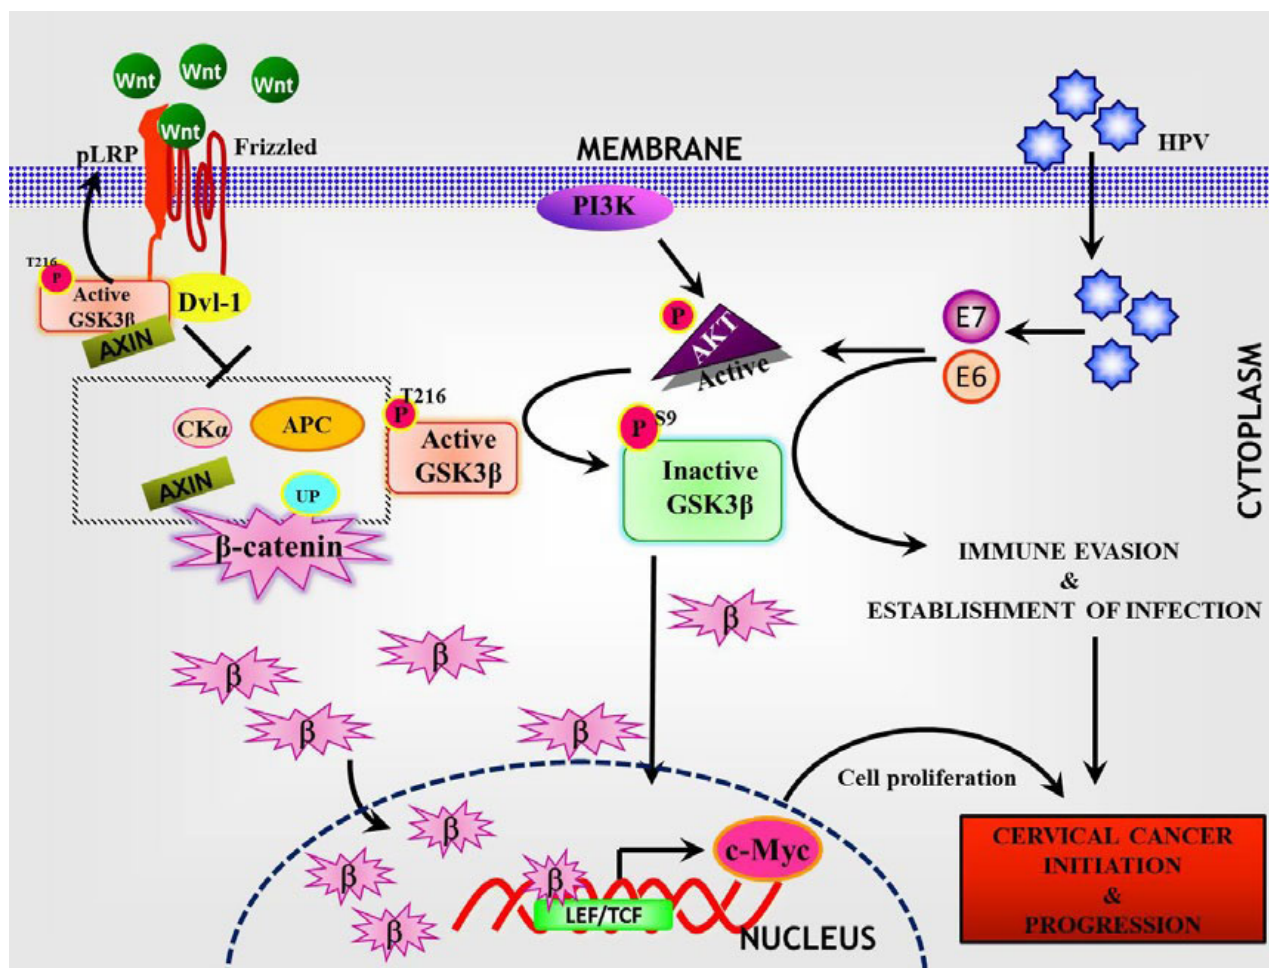 Wnt
Wnt
Wnt
Wnt
pLRP
Frizzled
MEMBRANE
HPV
PI3K
T216
P
Active
GSK3β
Dvl-1
AXIN
P
AKT
Active
E7
E6
CYTOPLASM
T216
P
CKα
APC
Active
GSK3β
AXIN
UP
β-catenin
P
S9
Inactive
GSK3β
IMMUNE EVASION
&
ESTABLISHMENT OF INFECTION
β
β
β
β
β
Cell proliferation
β
β
β
β
LEF/TCF
c-Myc
NUCLEUS
CERVICAL CANCER
INITIATION
&
PROGRESSION